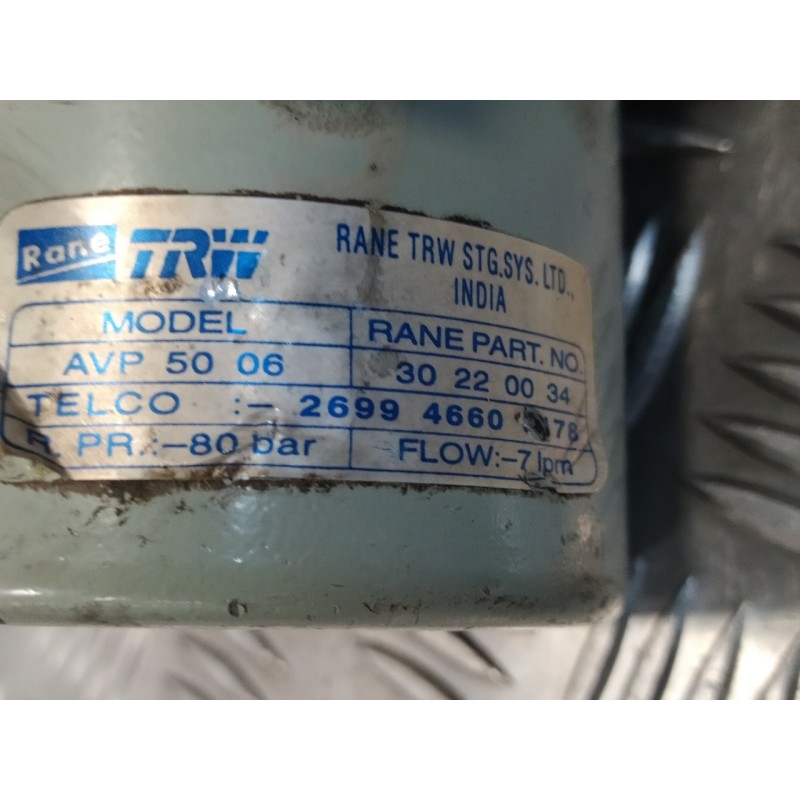 Rane TRW
RANE TRW STG.SYS. LTD.,
INDIA
MODEL
RANE PART. NO.
AVP 50 06
30 22 00 34
TELCO :- 2699 4660
R. PR.:-80 bar
FLOW:-7 lpm